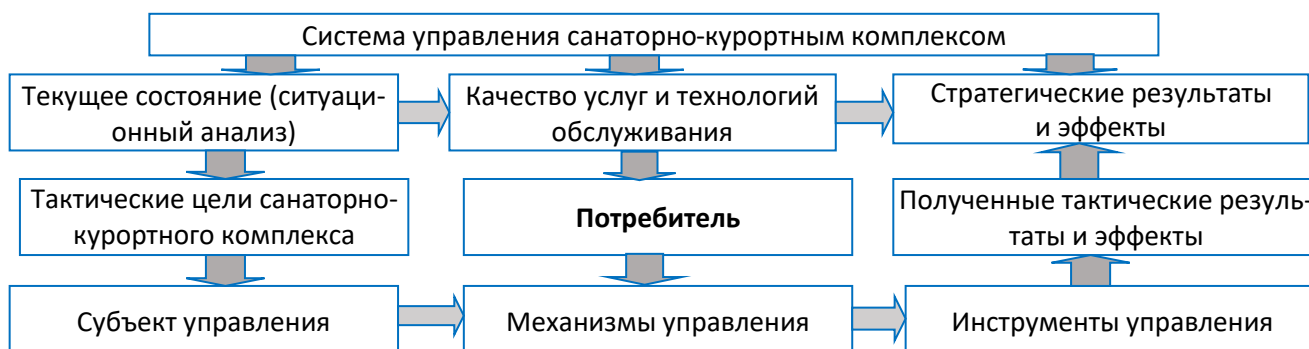 Система управления санаторно-курортным комплексом
Текущее состояние (ситуаци-
онный анализ)
Качество услуг и технологий
обслуживания
Стратегические результаты
и эффекты
Тактические цели санаторно-
курортного комплекса
Потребитель
Полученные тактические резуль-
таты и эффекты
Субъект управления
Механизмы управления
Инструменты управления